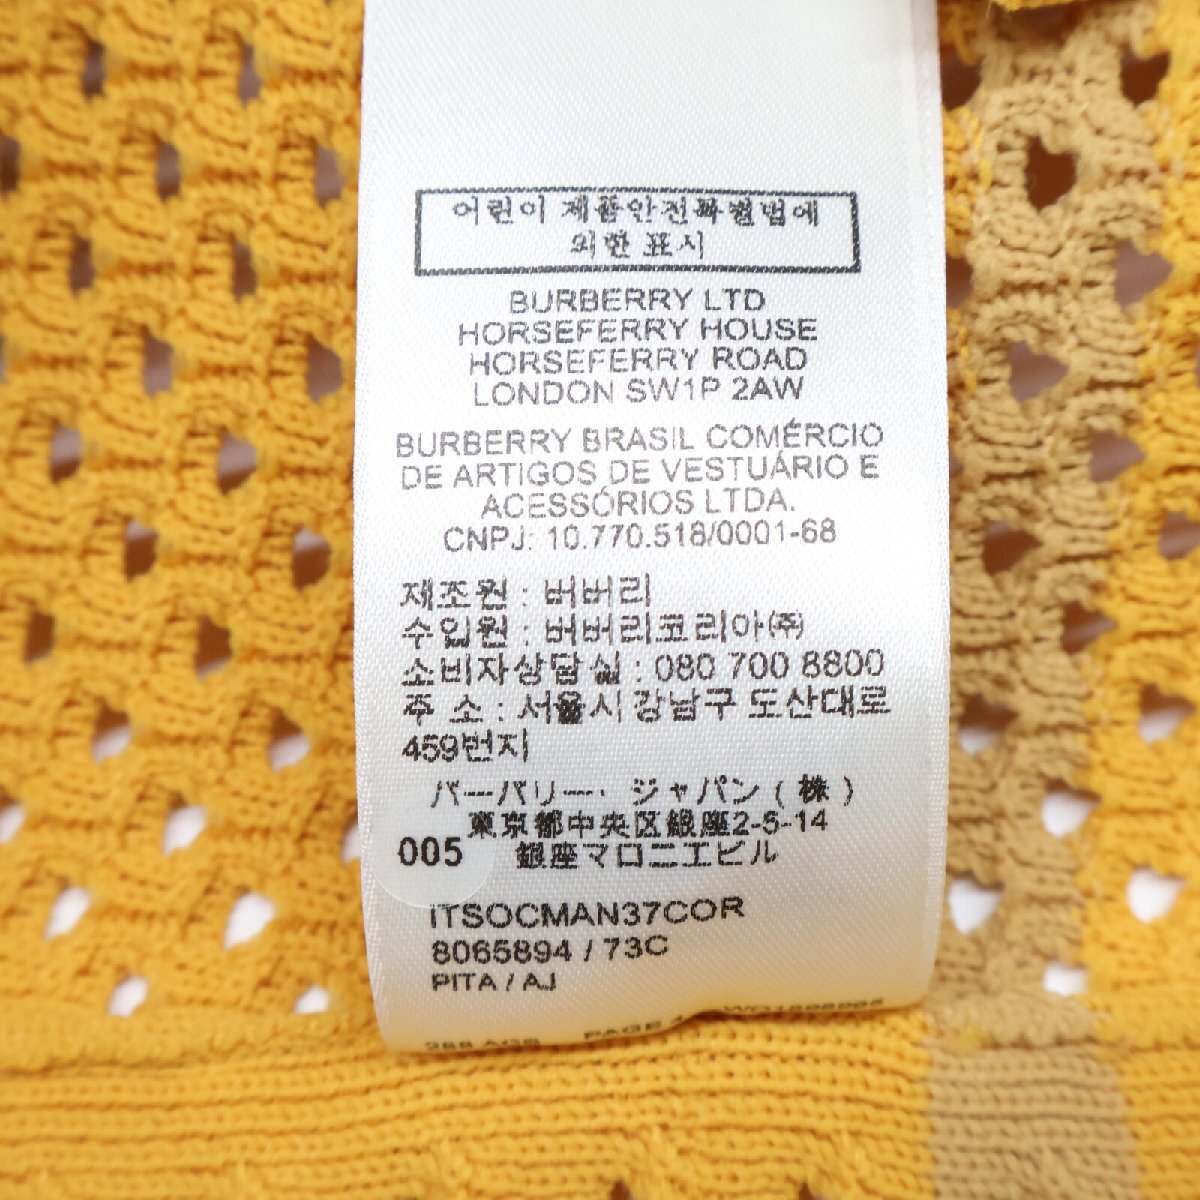 어린이 제품안전특별법에
의한 표시
BURBERRY LTD
HORSEFERRY HOUSE
HORSEFERRY ROAD
LONDON SW1P 2AW
BURBERRY BRASIL COMÉRCIO
DE ARTIGOS DE VESTUÁRIO E
ACESSÓRIOS LTDA.
CNPJ: 10.770.518/0001-68
제조원 : 버버리
수입원 : 버버리코리아(주)
소비자상담실 : 080 700 8800
주 소 : 서울시 강남구 도산대로
459번지
バーバリー・ジャパン(株)
東京都中央区銀座2-5-14
005 銀座マロニエビル
ITSOCMAN37COR
8065894 / 73C
PITA / AJ
PAGE